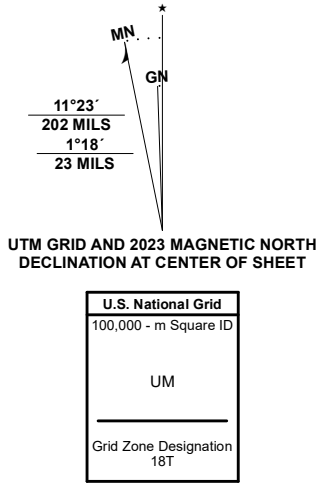 ★
MN
GN
11°23´
202 MILS
1°18´
23 MILS
UTM GRID AND 2023 MAGNETIC NORTH
DECLINATION AT CENTER OF SHEET
U.S. National Grid
100,000 - m Square ID
UM
Grid Zone Designation
18T